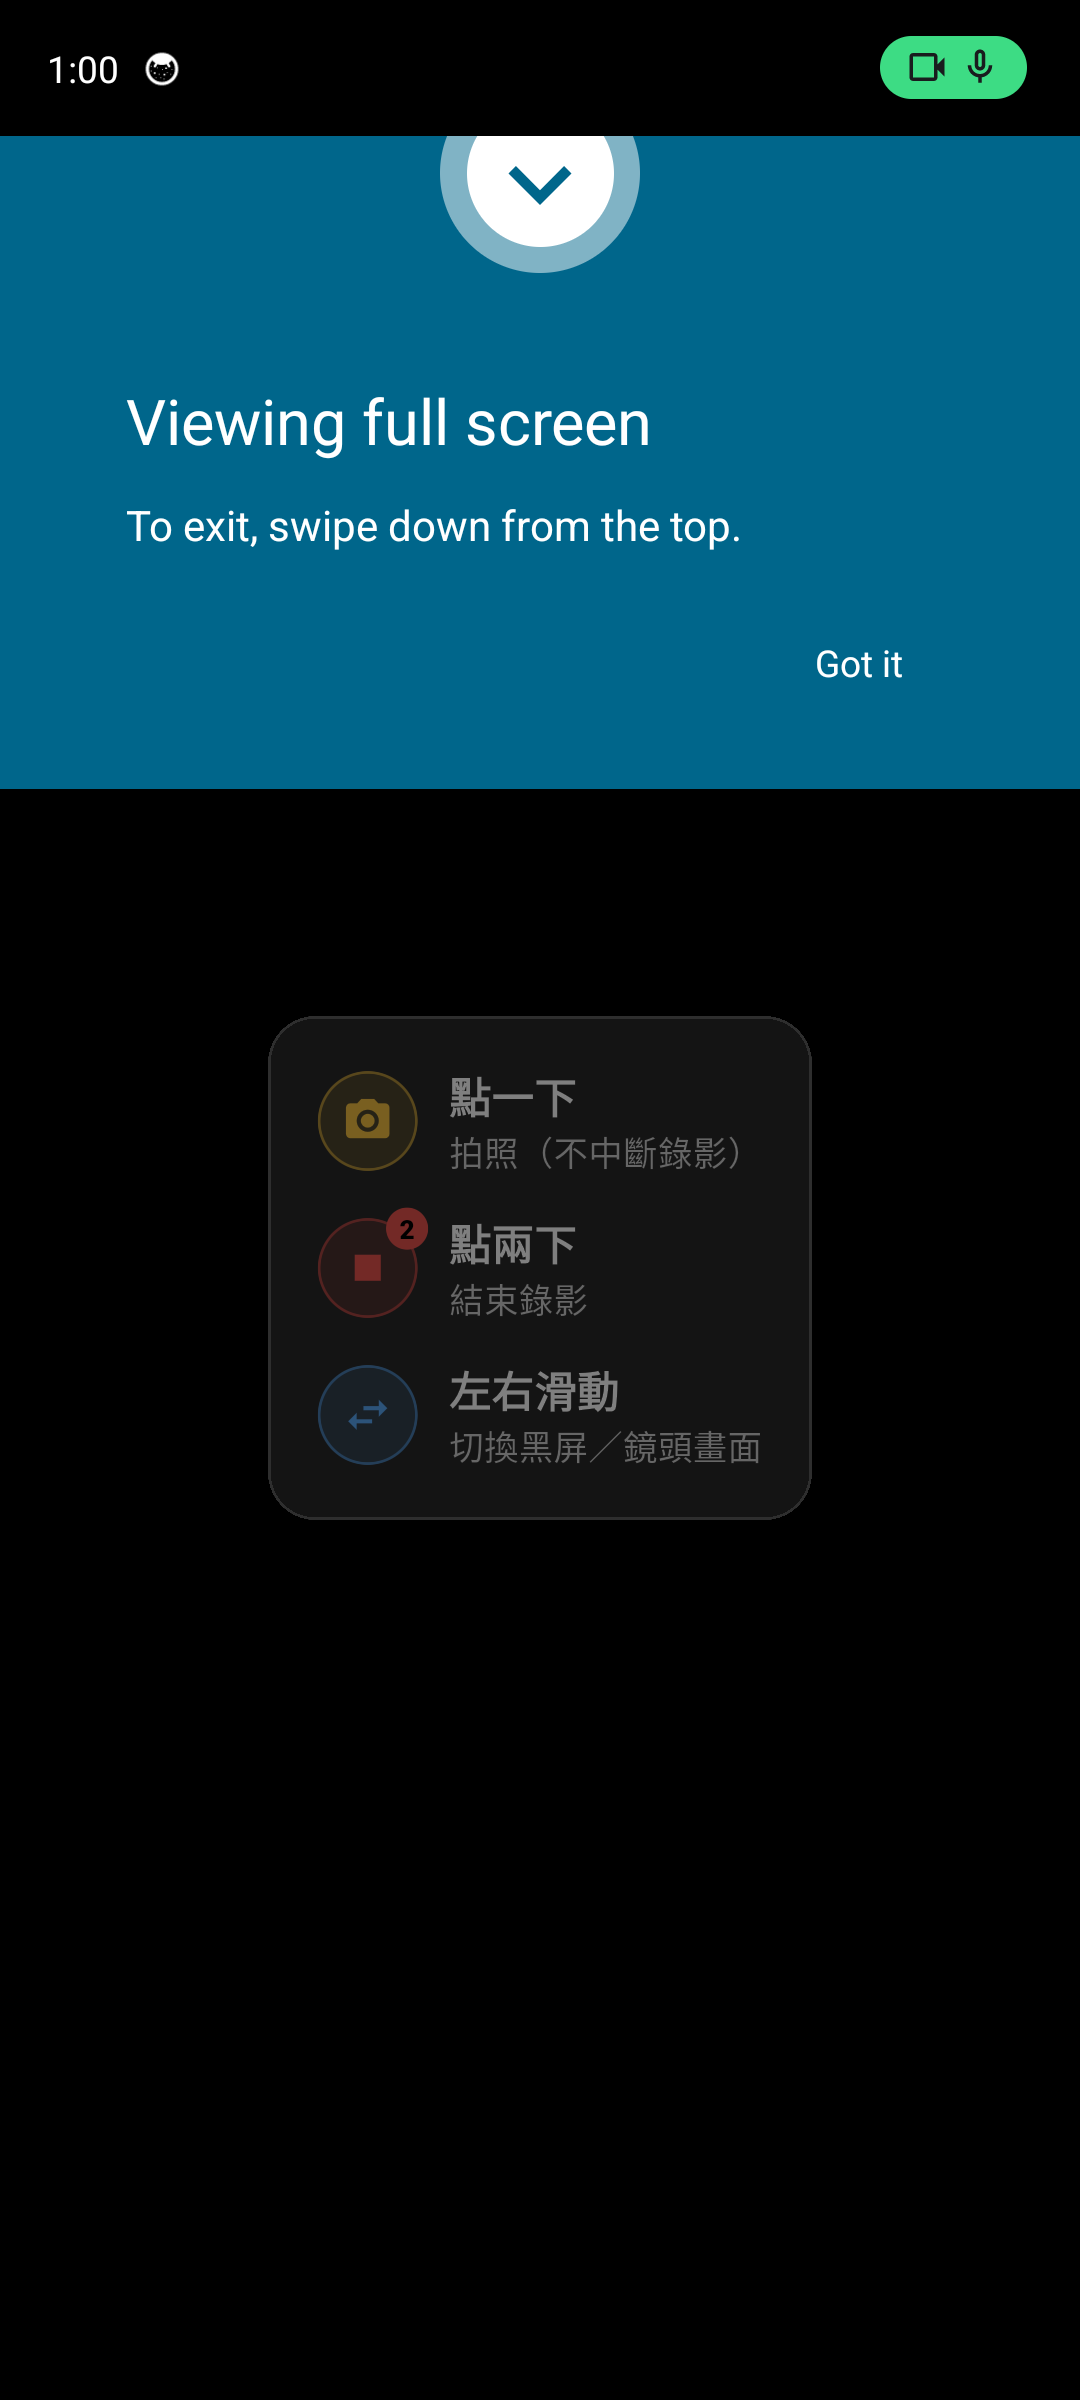 1:00
Viewing full screen
To exit, swipe down from the top.
Got it
點一下
拍照（不中斷錄影）
2
點兩下
結束錄影
左右滑動
切換黑屏／鏡頭畫面